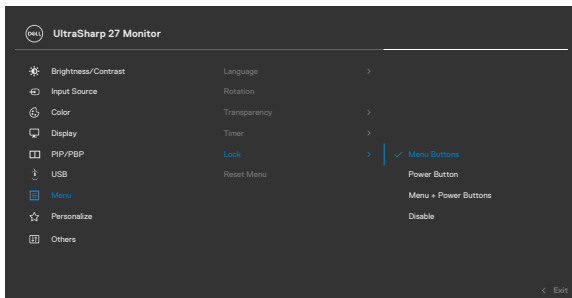 DELL UltraSharp 27 Monitor
Brightness/Contrast Language >
Input Source Rotation
Color Transparency >
Display Timer >
PIP/PBP Lock > ✓ Menu Buttons
USB Reset Menu Power Button
Menu Menu + Power Buttons
Personalize Disable
Others
< Exit